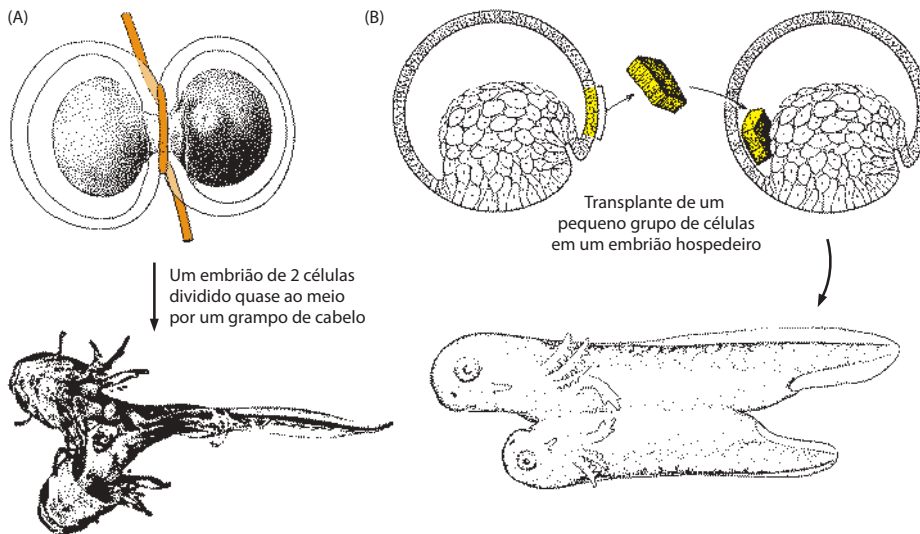 (A)
(B)
Transplante de um
pequeno grupo de células
em um embrião hospedeiro
Um embrião de 2 células
dividido quase ao meio
por um grampo de cabelo